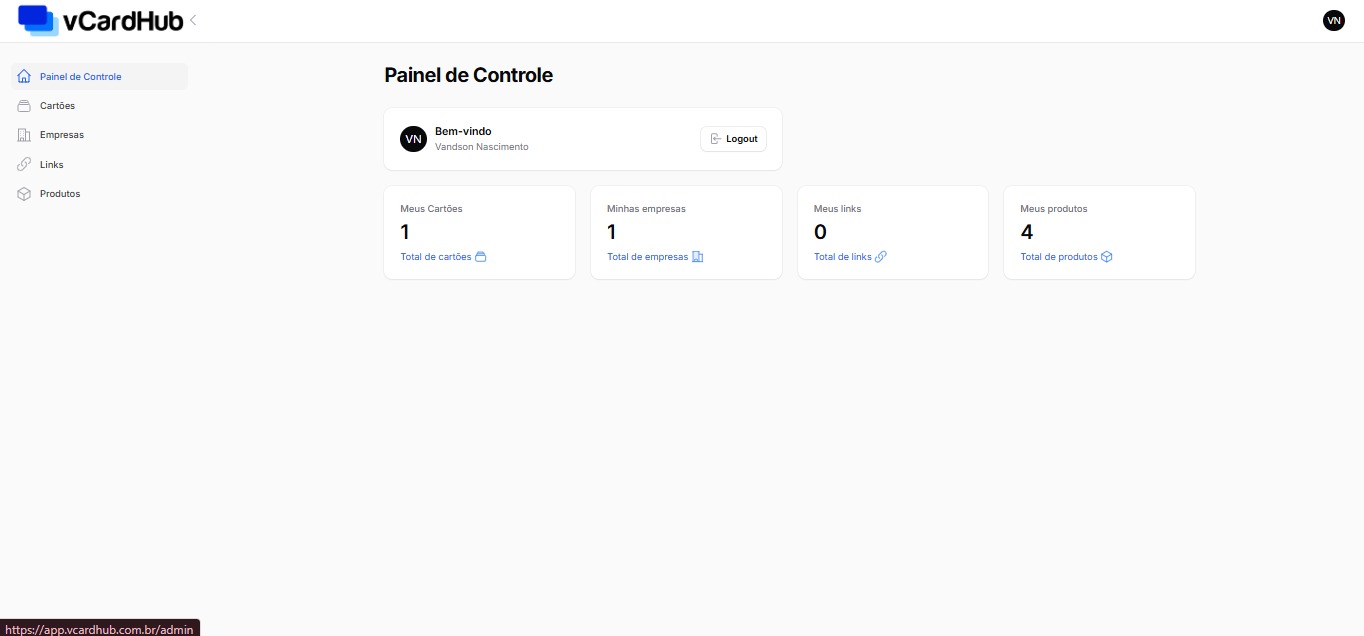 vCardHub
VN
Painel de Controle
Cartões
Empresas
Links
Produtos
Painel de Controle
VN
Bem-vindo
Vandson Nascimento
Logout
Meus Cartões
1
Total de cartões
Minhas empresas
1
Total de empresas
Meus links
0
Total de links
Meus produtos
4
Total de produtos
https://app.vcardhub.com.br/admin